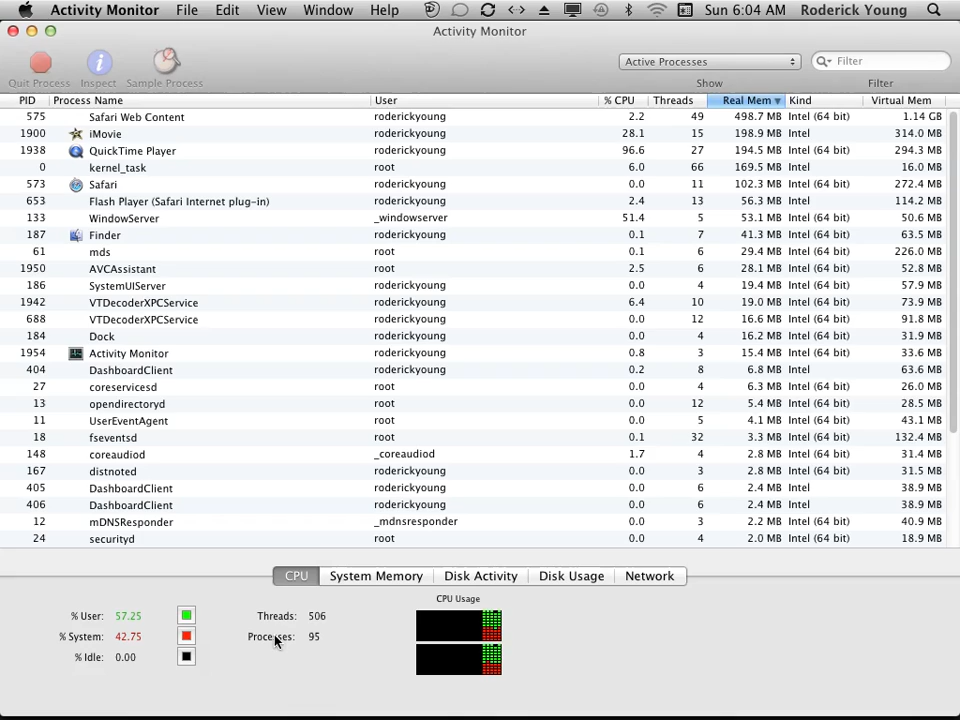 Activity Monitor File Edit View Window Help Sun 6:04 AM Roderick Young
Activity Monitor
Quit Process Inspect Sample Process Active Processes Show Filter Filter
PID Process Name User % CPU Threads Real Mem Kind Virtual Mem
575 Safari Web Content roderickyoung 2.2 49 498.7 MB Intel (64 bit) 1.14 GB
1900 iMovie roderickyoung 28.1 15 198.9 MB Intel 314.0 MB
1938 QuickTime Player roderickyoung 96.6 27 194.5 MB Intel (64 bit) 294.3 MB
0 kernel_task root 6.0 66 169.5 MB Intel 16.0 MB
573 Safari roderickyoung 0.0 11 102.3 MB Intel (64 bit) 272.4 MB
653 Flash Player (Safari Internet plug-in) roderickyoung 2.4 13 56.3 MB Intel 114.2 MB
133 WindowServer _windowserver 51.4 5 53.1 MB Intel (64 bit) 50.6 MB
187 Finder roderickyoung 0.1 7 41.3 MB Intel (64 bit) 63.5 MB
61 mds root 0.1 6 29.4 MB Intel (64 bit) 226.0 MB
1950 AVCAssistant root 2.5 6 28.1 MB Intel (64 bit) 52.8 MB
186 SystemUIServer roderickyoung 0.0 4 19.4 MB Intel (64 bit) 57.9 MB
1942 VTDecoderXPCService roderickyoung 6.4 10 19.0 MB Intel (64 bit) 73.9 MB
688 VTDecoderXPCService roderickyoung 0.0 12 16.6 MB Intel (64 bit) 91.8 MB
184 Dock roderickyoung 0.0 4 16.2 MB Intel (64 bit) 31.9 MB
1954 Activity Monitor roderickyoung 0.8 3 15.4 MB Intel (64 bit) 33.6 MB
404 DashboardClient roderickyoung 0.2 8 6.8 MB Intel 63.6 MB
27 coreservicesd root 0.0 4 6.3 MB Intel (64 bit) 26.0 MB
13 opendirectoryd root 0.0 12 5.4 MB Intel (64 bit) 28.5 MB
11 UserEventAgent root 0.0 5 4.1 MB Intel (64 bit) 43.1 MB
18 fseventsd root 0.1 32 3.3 MB Intel (64 bit) 132.4 MB
148 coreaudiod _coreaudiod 1.7 4 2.8 MB Intel (64 bit) 31.4 MB
167 distnoted roderickyoung 0.0 3 2.8 MB Intel (64 bit) 31.5 MB
405 DashboardClient roderickyoung 0.0 6 2.4 MB Intel 38.9 MB
406 DashboardClient roderickyoung 0.0 6 2.4 MB Intel 38.9 MB
12 mDNSResponder _mdnsresponder 0.0 3 2.2 MB Intel (64 bit) 40.9 MB
24 securityd root 0.0 4 2.0 MB Intel (64 bit) 18.9 MB
CPU System Memory Disk Activity Disk Usage Network
CPU Usage
% User: 57.25 Threads: 506
% System: 42.75 Processes: 95
% Idle: 0.00